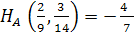 H_A (2/9, 3/14) = − 4/7